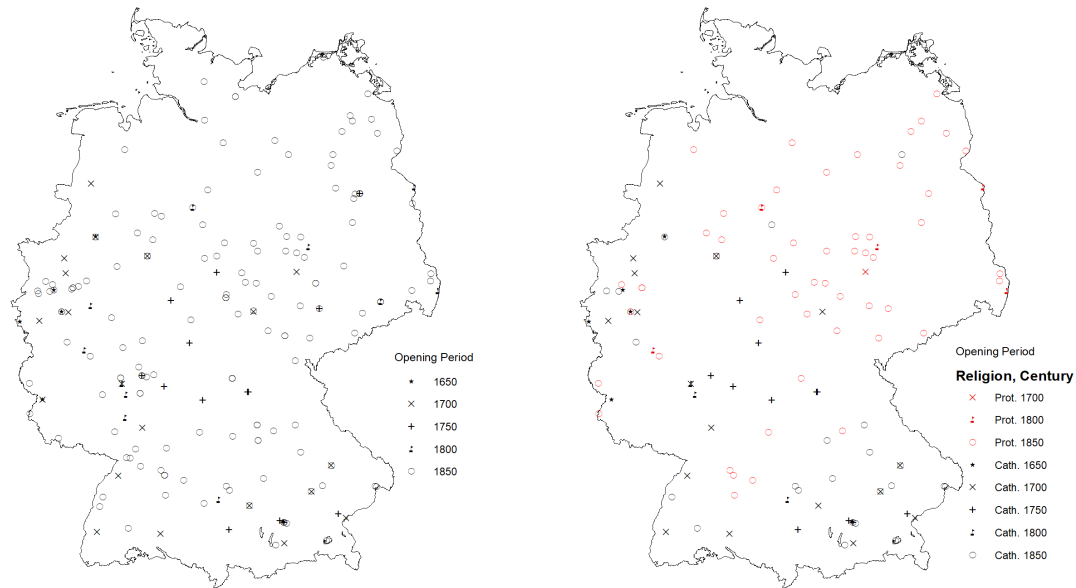 Opening Period
1650
1700
1750
1800
1850
Opening Period
Religion, Century
Prot. 1700
Prot. 1800
Prot. 1850
Cath. 1650
Cath. 1700
Cath. 1750
Cath. 1800
Cath. 1850